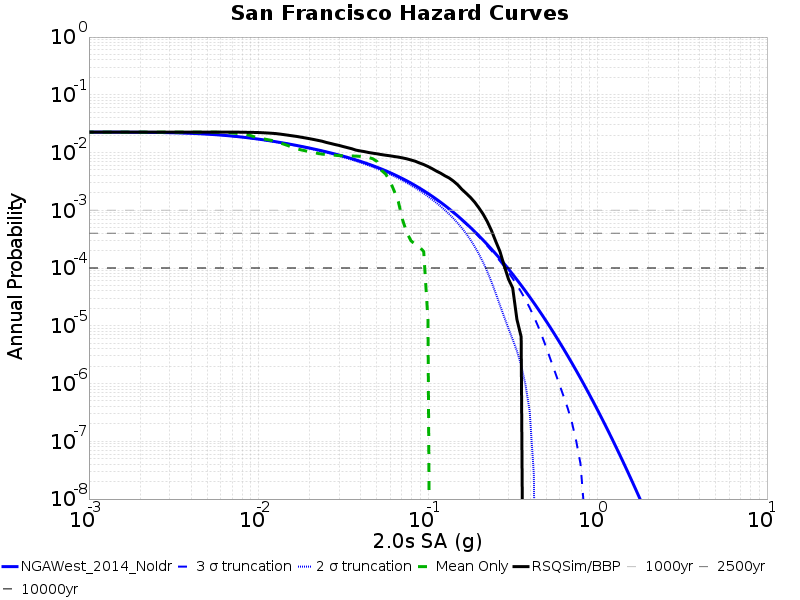 San Francisco Hazard Curves
10^0
10^-1
10^-2
10^-3
10^-4
10^-5
10^-6
10^-7
10^-8
Annual Probability
10^-3 10^-2 10^-1 10^0 10^1
2.0s SA (g)
NGAWest_2014_NoIdr 3 σ truncation 2 σ truncation Mean Only RSQSim/BBP 1000yr 2500yr
10000yr